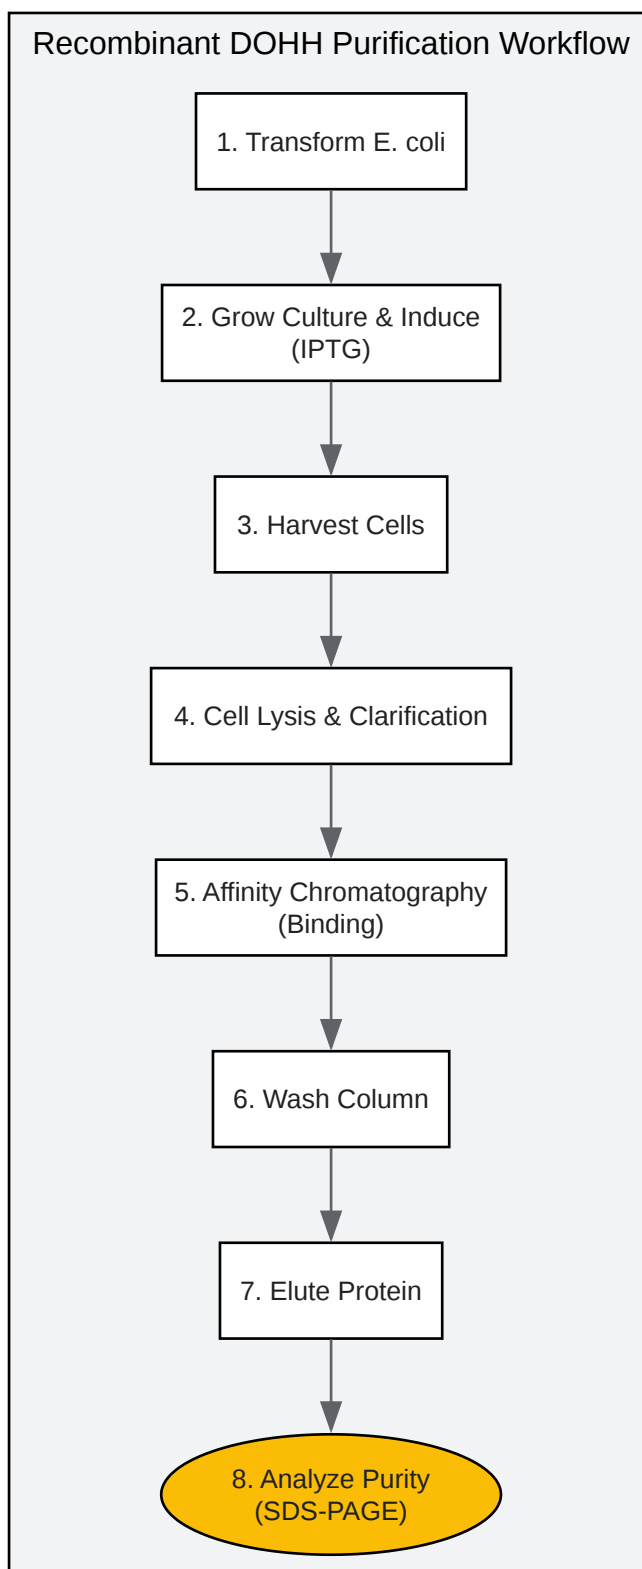 Recombinant DOHH Purification Workflow
1. Transform E. coli
2. Grow Culture & Induce
(IPTG)
3. Harvest Cells
4. Cell Lysis & Clarification
5. Affinity Chromatography
(Binding)
6. Wash Column
7. Elute Protein
8. Analyze Purity
(SDS-PAGE)